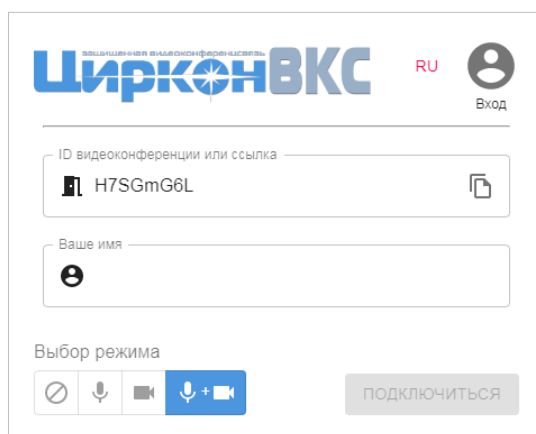 защищенная видеоконференцсвязь
ЦирконВКС
RU
Вход
ID видеоконференции или ссылка
H7SGmG6L
Ваше имя
Выбор режима
+
ПОДКЛЮЧИТЬСЯ